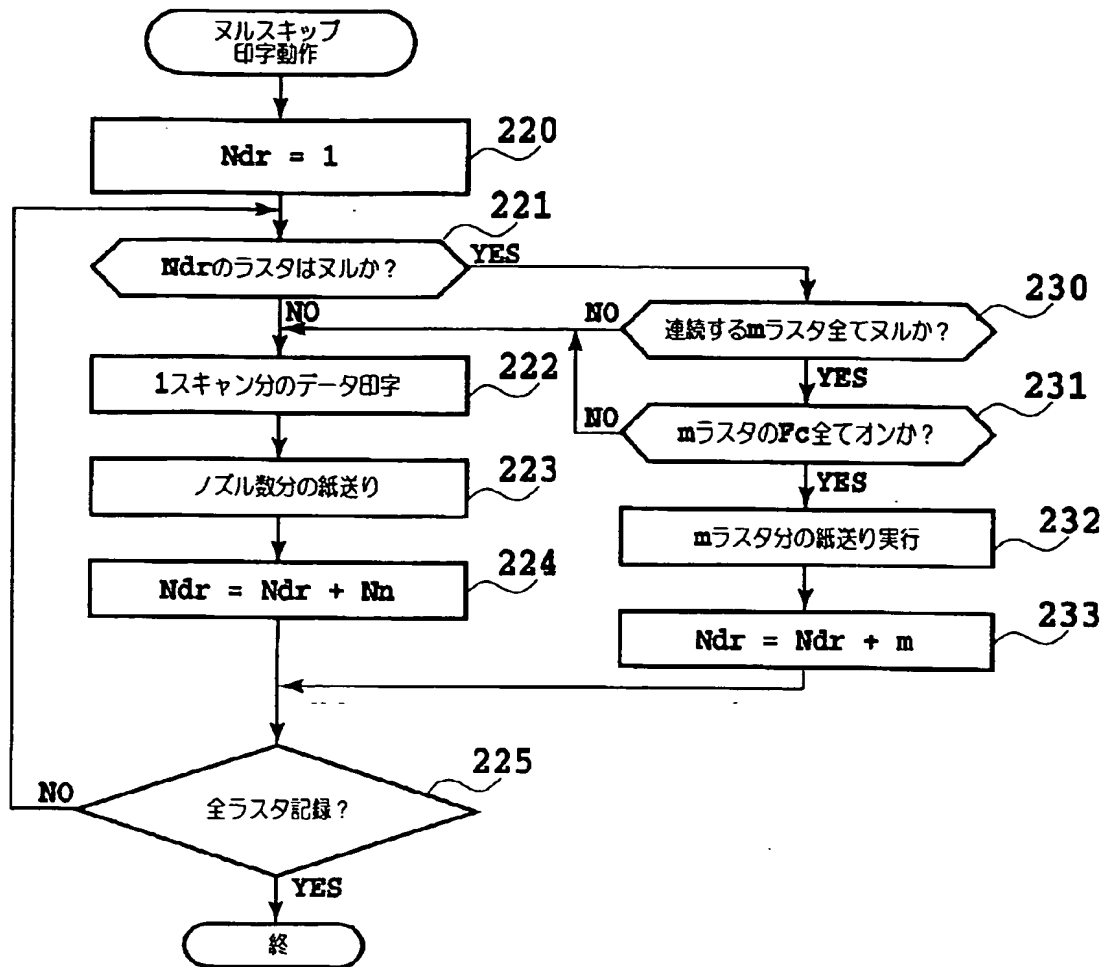 ヌルスキップ
印字動作
220
Ndr = 1
221
Ndrのラスタはヌルか？
YES
NO
230
連続するmラスタ全てヌルか？
NO
YES
222
1スキャン分のデータ印字
231
mラスタのFc全てオンか？
NO
YES
223
ノズル数分の紙送り
232
mラスタ分の紙送り実行
224
Ndr = Ndr + Nn
233
Ndr = Ndr + m
225
全ラスタ記録？
NO
YES
終